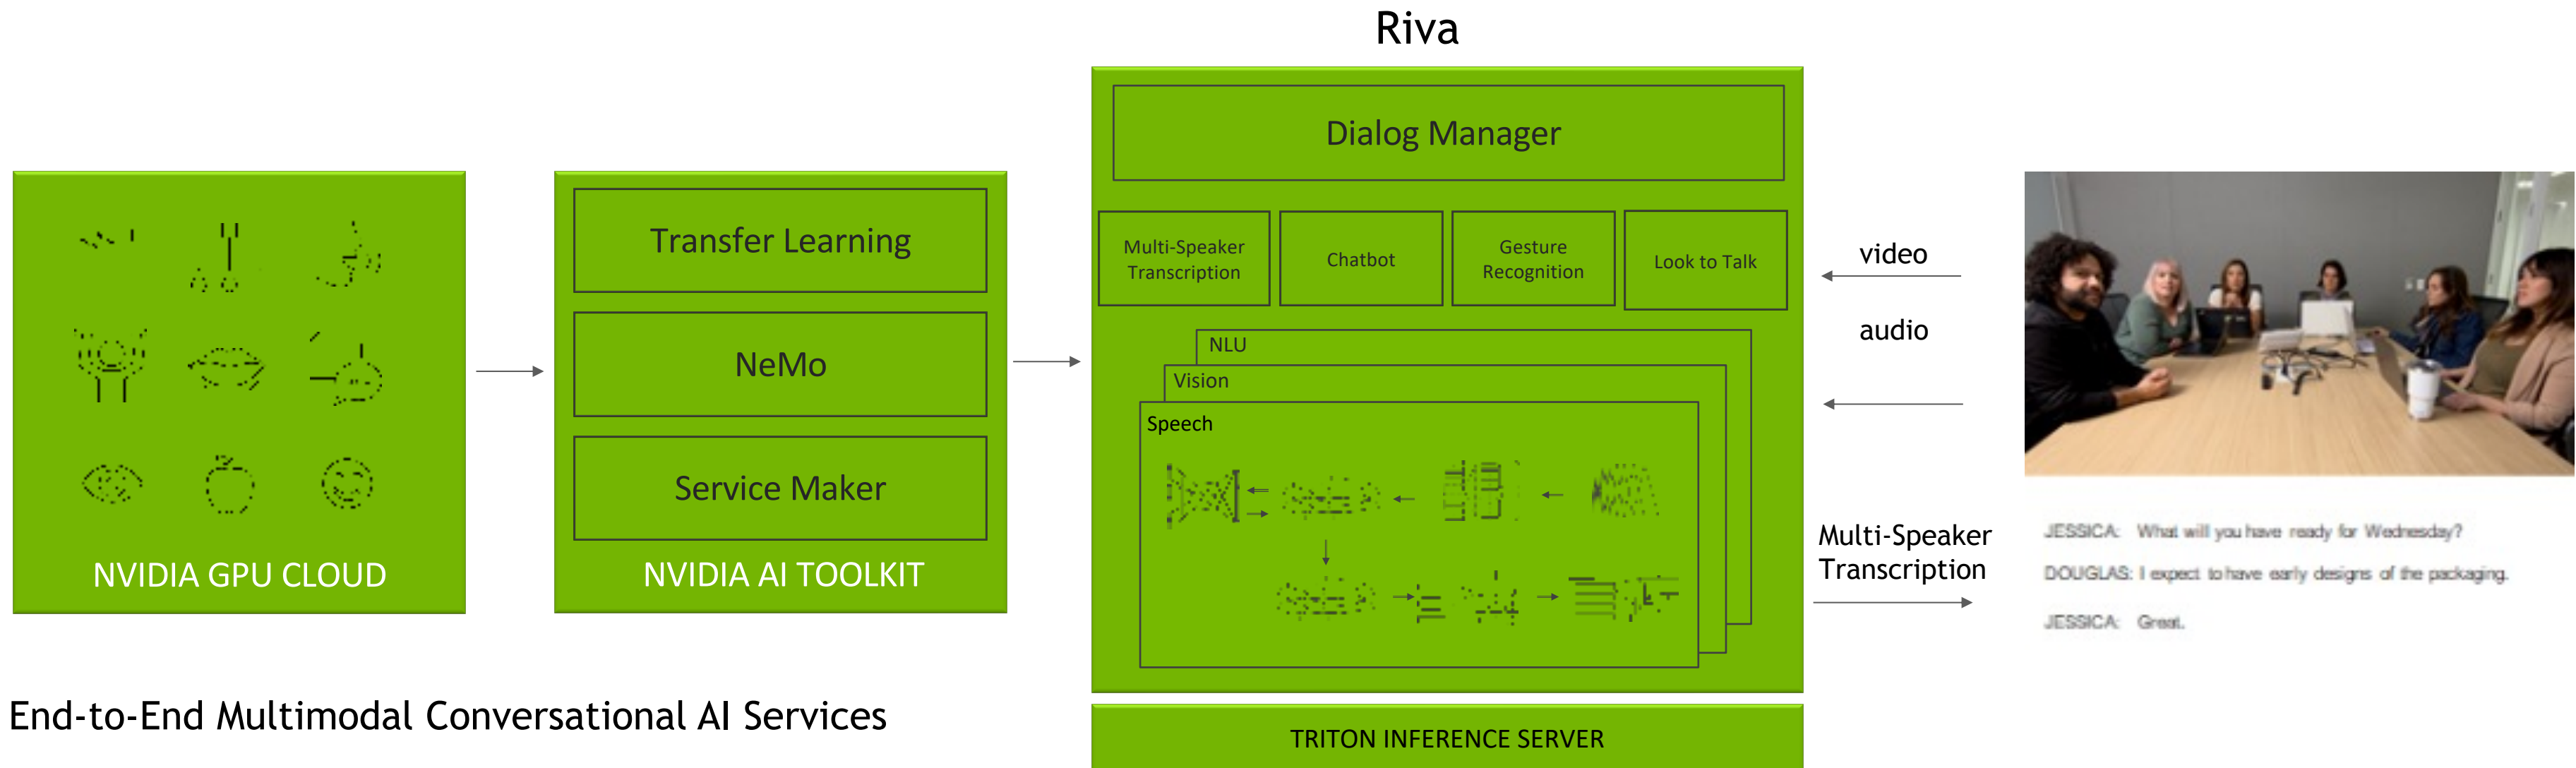 Riva
Dialog Manager
Multi-Speaker
Transcription
Chatbot
Gesture
Recognition
Look to Talk
NLU
Vision
Speech
Transfer Learning
NeMo
Service Maker
NVIDIA GPU CLOUD
NVIDIA AI TOOLKIT
video
audio
Multi-Speaker
Transcription
JESSICA: What will you have ready for Wednesday?
DOUGLAS: I expect to have early designs of the packaging.
JESSICA: Great.
End-to-End Multimodal Conversational AI Services
TRITON INFERENCE SERVER